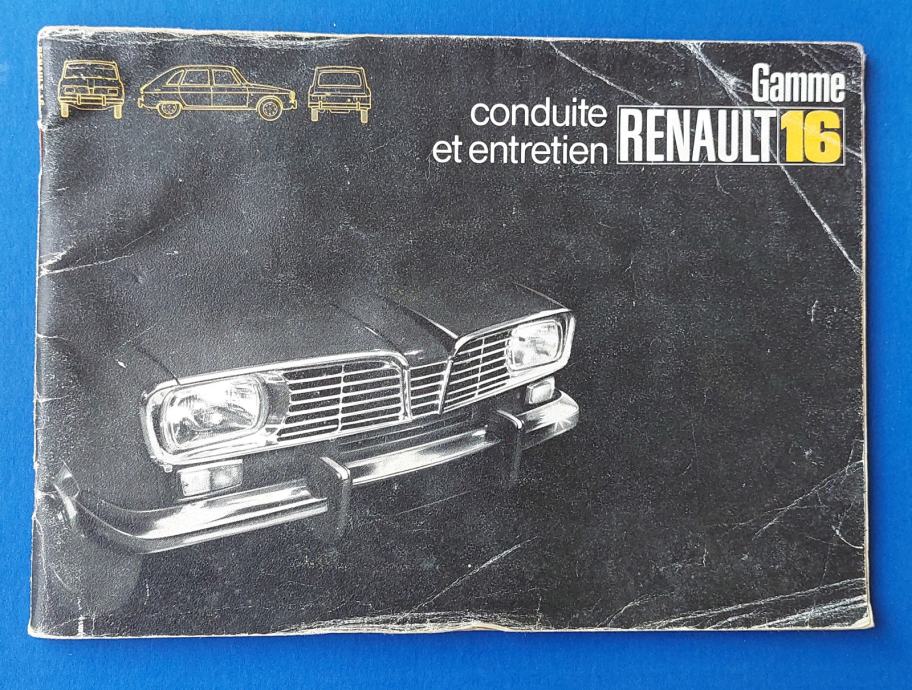 Gamme
conduite
et entretien RENAULT 16